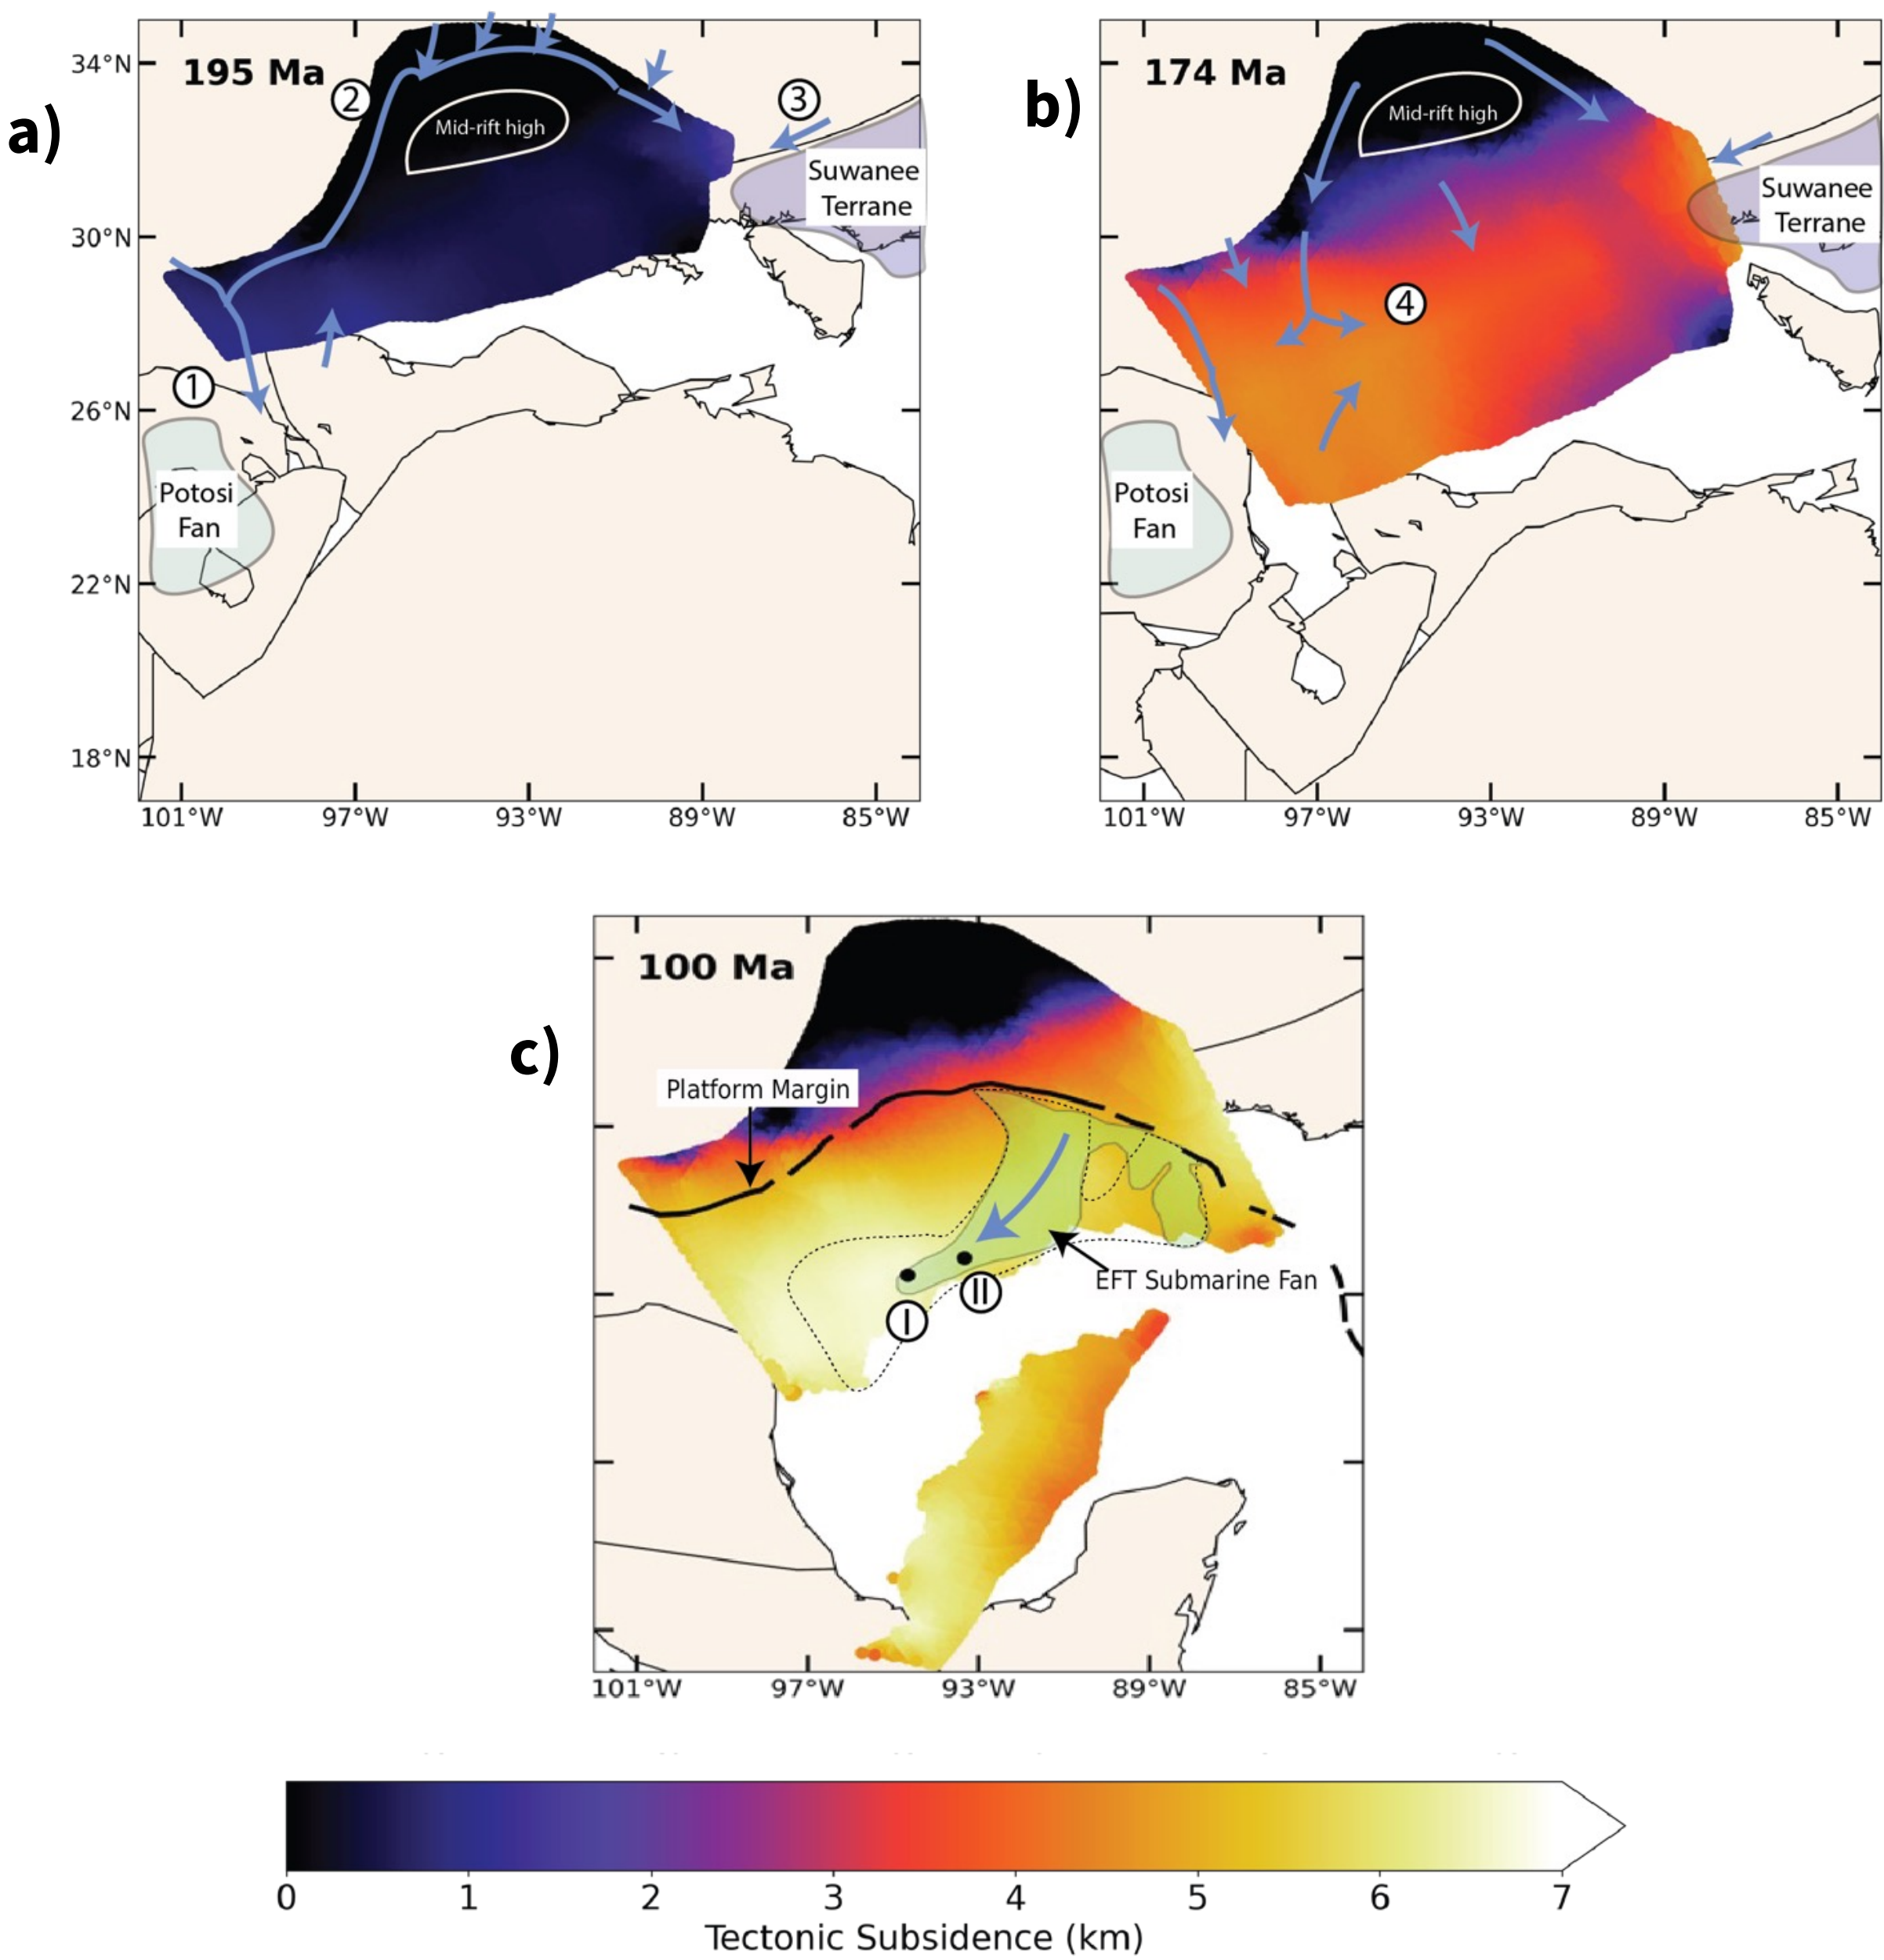 a)
195 Ma
34°N
30°N
26°N
22°N
18°N
2
3
1
Mid-rift high
Suwanee
Terrane
Potosi
Fan
101°W
97°W
93°W
89°W
85°W
b)
174 Ma
Mid-rift high
Suwanee
Terrane
4
Potosi
Fan
101°W
97°W
93°W
89°W
85°W
c)
100 Ma
Platform Margin
EFT Submarine Fan
II
I
101°W
97°W
93°W
89°W
85°W
0
1
2
3
4
5
6
7
Tectonic Subsidence (km)